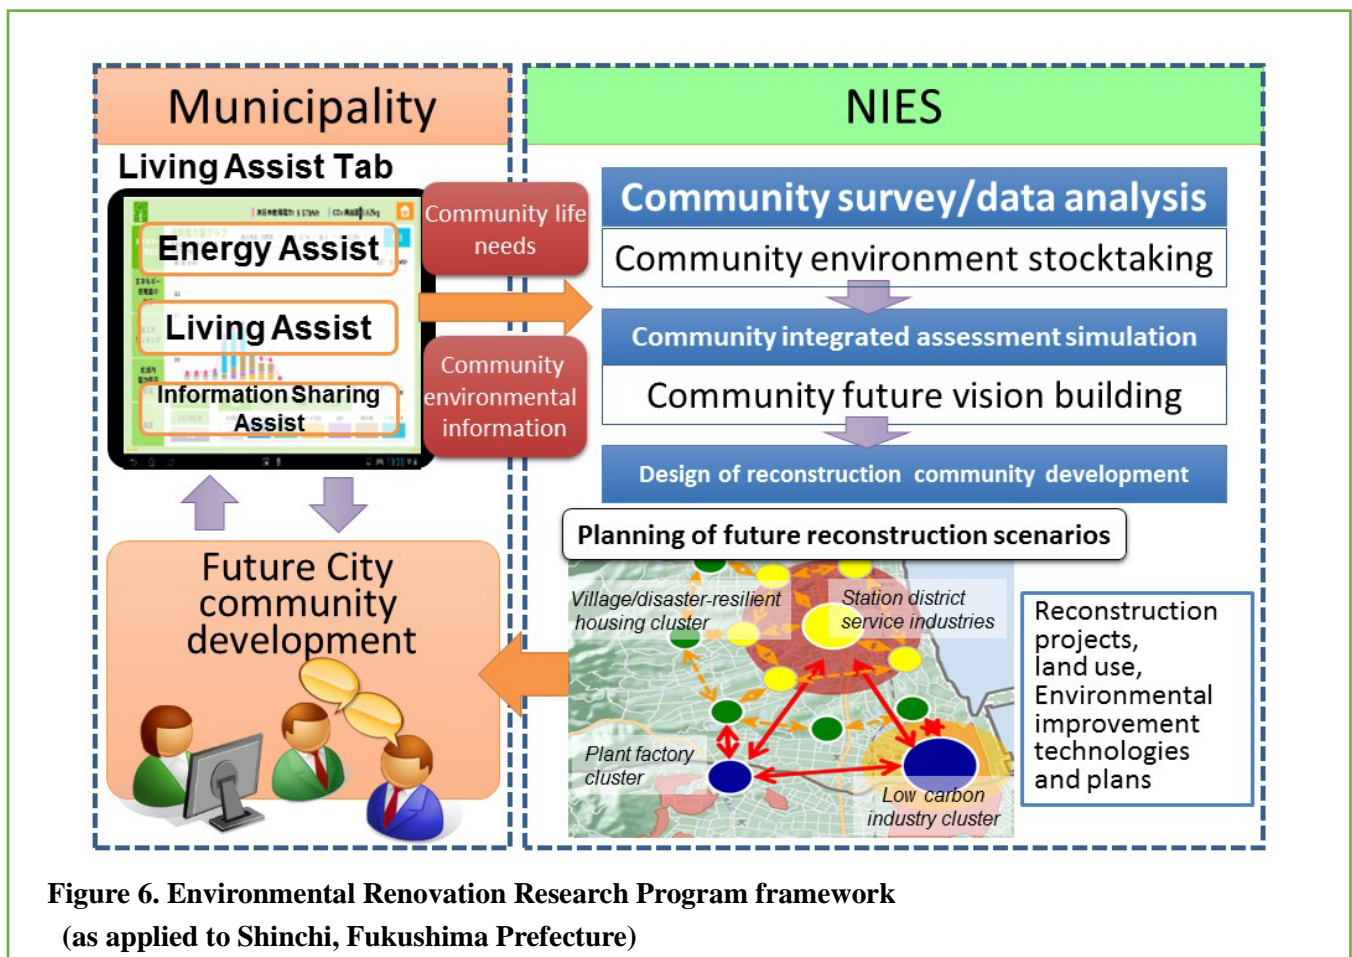 Municipality
NIES
Living Assist Tab
Energy Assist
Living Assist
Information Sharing
Assist
Community life
needs
Community
environmental
information
Community survey/data analysis
Community environment stocktaking
Community integrated assessment simulation
Community future vision building
Design of reconstruction community development
Planning of future reconstruction scenarios
Future City
community
development
Village/disaster-resilient
housing cluster
Station district
service industries
Plant factory
cluster
Low carbon
industry cluster
Reconstruction
projects,
land use,
Environmental
improvement
technologies
and plans
Figure 6. Environmental Renovation Research Program framework
(as applied to Shinchi, Fukushima Prefecture)